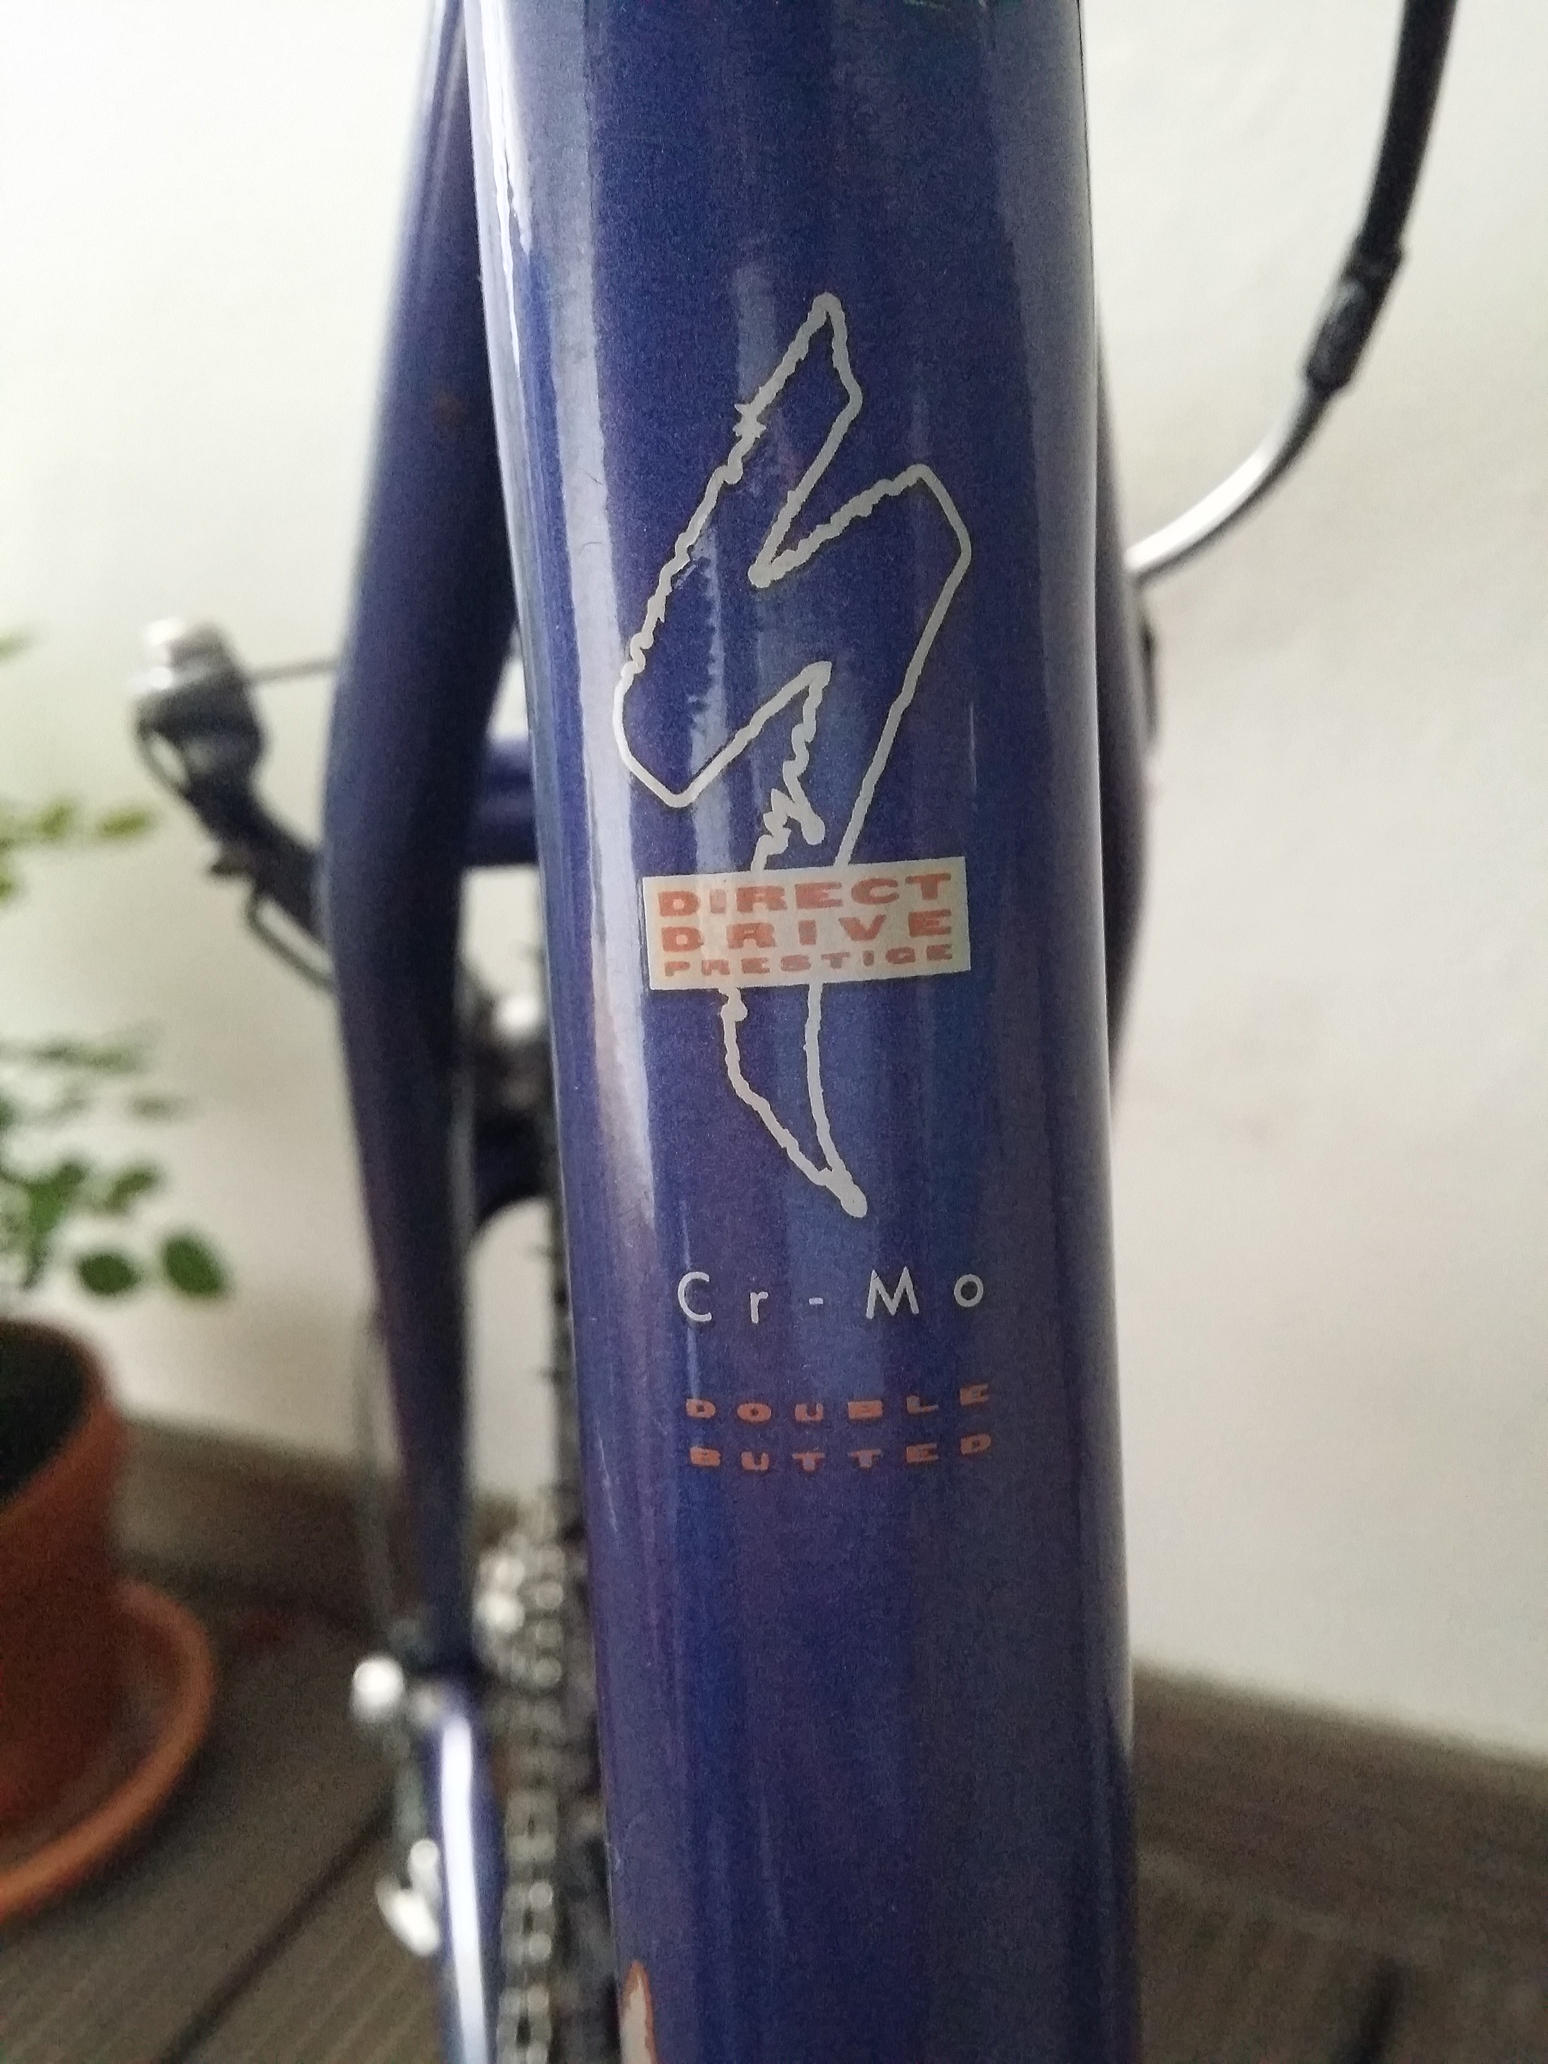 DIRECT
DRIVE
PRESTIGE
Cr-Mo
DOUBLE
BUTTED